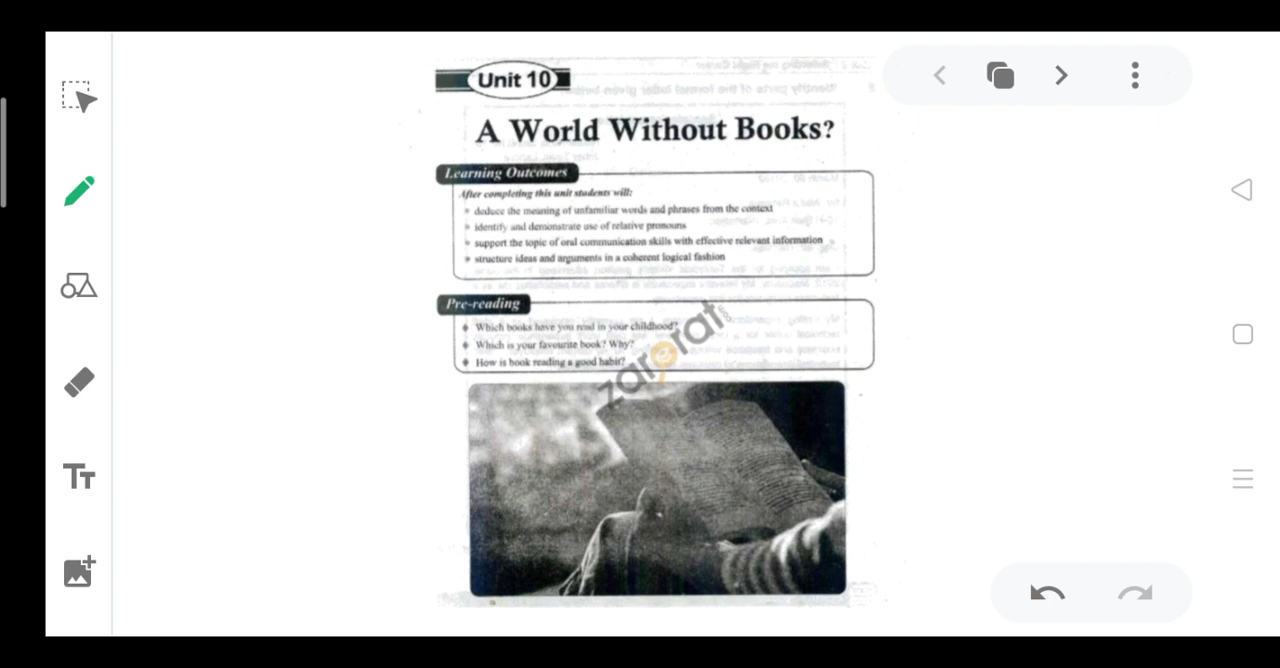 Unit 10
A World Without Books?
Learning Outcomes
After completing this unit students will:
deduce the meaning of unfamiliar words and phrases from the context
identify and demonstrate use of relative pronouns
support the topic of oral communication skills with effective relevant information
structure ideas and arguments in a coherent logical fashion
Pre-reading
Which books have you read in your childhood?
Which is your favourite book? Why?
How is book reading a good habit?
zarorat
TT